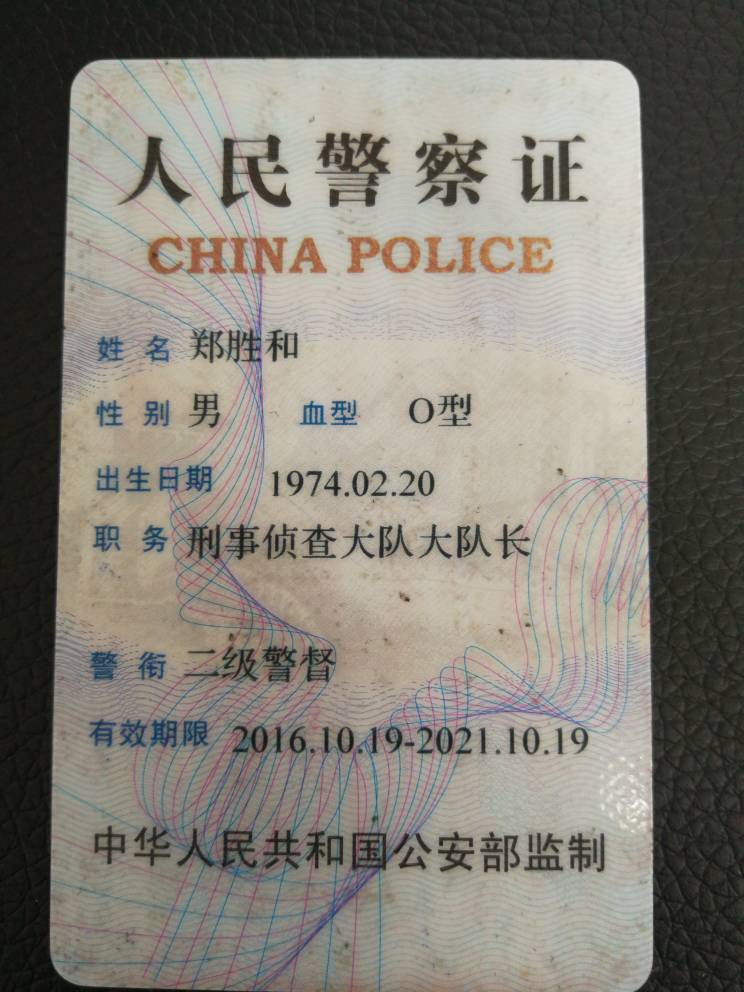 人民警察证
CHINA POLICE
姓名 郑胜和
性别 男 血型 O型
出生日期 1974.02.20
职务 刑事侦查大队大队长
警衔 二级警督
有效期限 2016.10.19-2021.10.19
中华人民共和国公安部监制